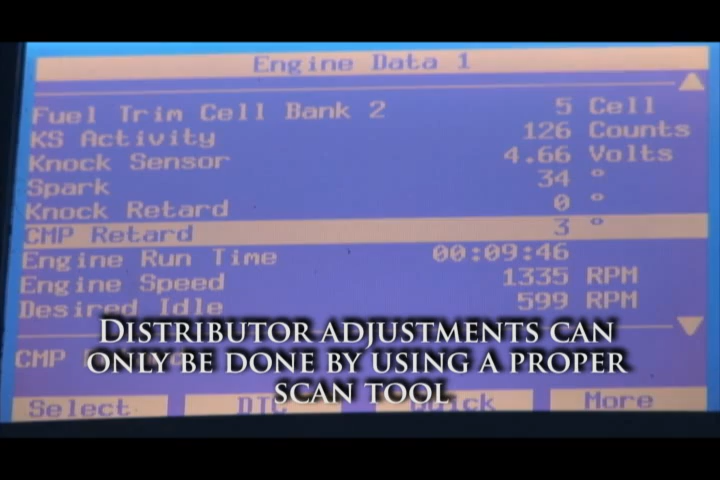 Engine Data 1
Fuel Trim Cell Bank 2 5 Cell
KS Activity 126 Counts
Knock Sensor 4.66 Volts
Spark 34 °
Knock Retard 0 °
CMP Retard 3 °
Engine Run Time 00:09:46
Engine Speed 1335 RPM
Desired Idle 599 RPM
DISTRIBUTOR ADJUSTMENTS CAN
CMP
ONLY BE DONE BY USING A PROPER
SCAN TOOL
Select DTC Quick More